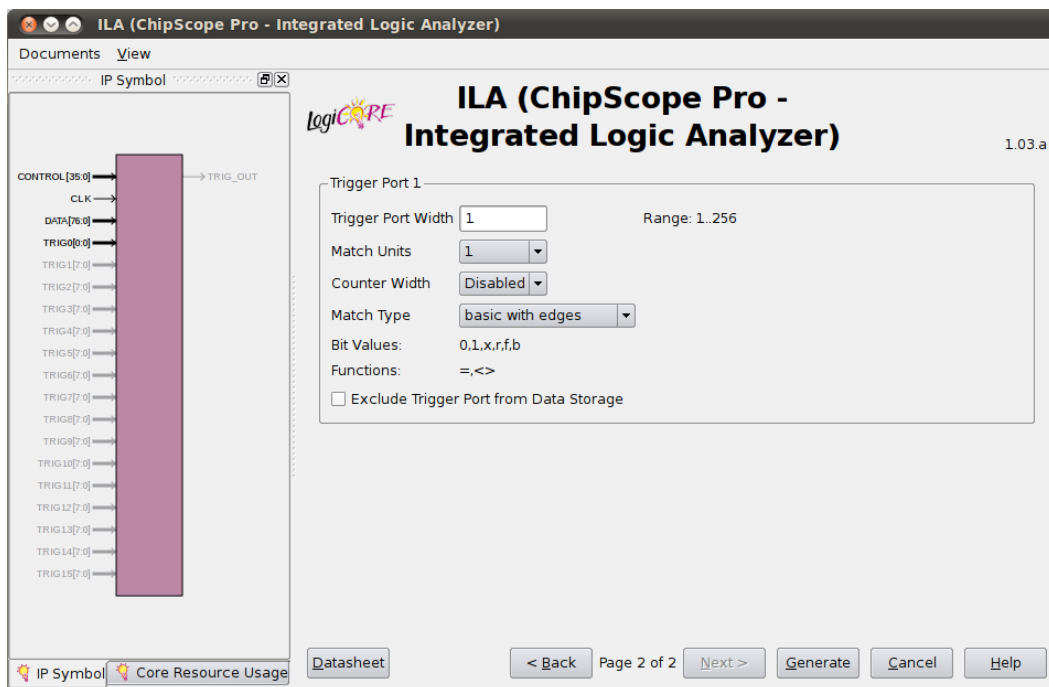 ILA (ChipScope Pro - Integrated Logic Analyzer)
Documents View
IP Symbol
CONTROL[35:0]
TRIG_OUT
CLK
DATA[76:0]
TRIG0[0:0]
TRIG1[7:0]
TRIG2[7:0]
TRIG3[7:0]
TRIG4[7:0]
TRIG5[7:0]
TRIG6[7:0]
TRIG7[7:0]
TRIG8[7:0]
TRIG9[7:0]
TRIG10[7:0]
TRIG11[7:0]
TRIG12[7:0]
TRIG13[7:0]
TRIG14[7:0]
TRIG15[7:0]
IP Symbol Core Resource Usage
LogiCORE
ILA (ChipScope Pro -
Integrated Logic Analyzer)
1.03.a
Trigger Port 1
Trigger Port Width 1 Range: 1..256
Match Units 1
Counter Width Disabled
Match Type basic with edges
Bit Values: 0,1,x,r,f,b
Functions: =,<>
Exclude Trigger Port from Data Storage
Datasheet < Back Page 2 of 2 Next > Generate Cancel Help